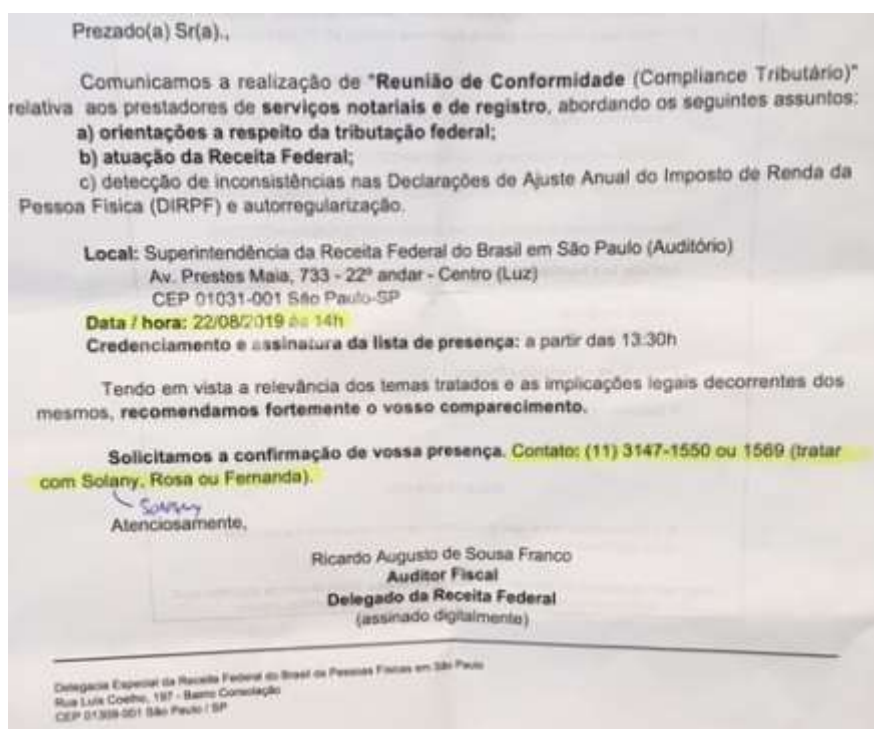 Prezado(a) Sr(a).,
Comunicamos a realização de "Reunião de Conformidade (Compliance Tributário)"
relativa aos prestadores de serviços notariais e de registro, abordando os seguintes assuntos:
a) orientações a respeito da tributação federal;
b) atuação da Receita Federal;
c) detecção de inconsistências nas Declarações de Ajuste Anual do Imposto de Renda da
Pessoa Física (DIRPF) e autorregularização.
Local: Superintendência da Receita Federal do Brasil em São Paulo (Auditório)
Av. Prestes Maia, 733 - 22º andar - Centro (Luz)
CEP 01031-001 São Paulo-SP
Data / hora: 22/08/2019 às 14h
Credenciamento e assinatura da lista de presença: a partir das 13:30h
Tendo em vista a relevância dos temas tratados e as implicações legais decorrentes dos
mesmos, recomendamos fortemente o vosso comparecimento.
Solicitamos a confirmação de vossa presença. Contato: (11) 3147-1550 ou 1569 (tratar
com Solany, Rosa ou Fernanda).
Solany
Atenciosamente,
Ricardo Augusto de Sousa Franco
Auditor Fiscal
Delegado da Receita Federal
(assinado digitalmente)
Delegacia Especial da Receita Federal do Brasil de Pessoas Físicas em São Paulo
Rua Luís Coelho, 197 - Bairro Consolação
CEP 01309-001 São Paulo / SP